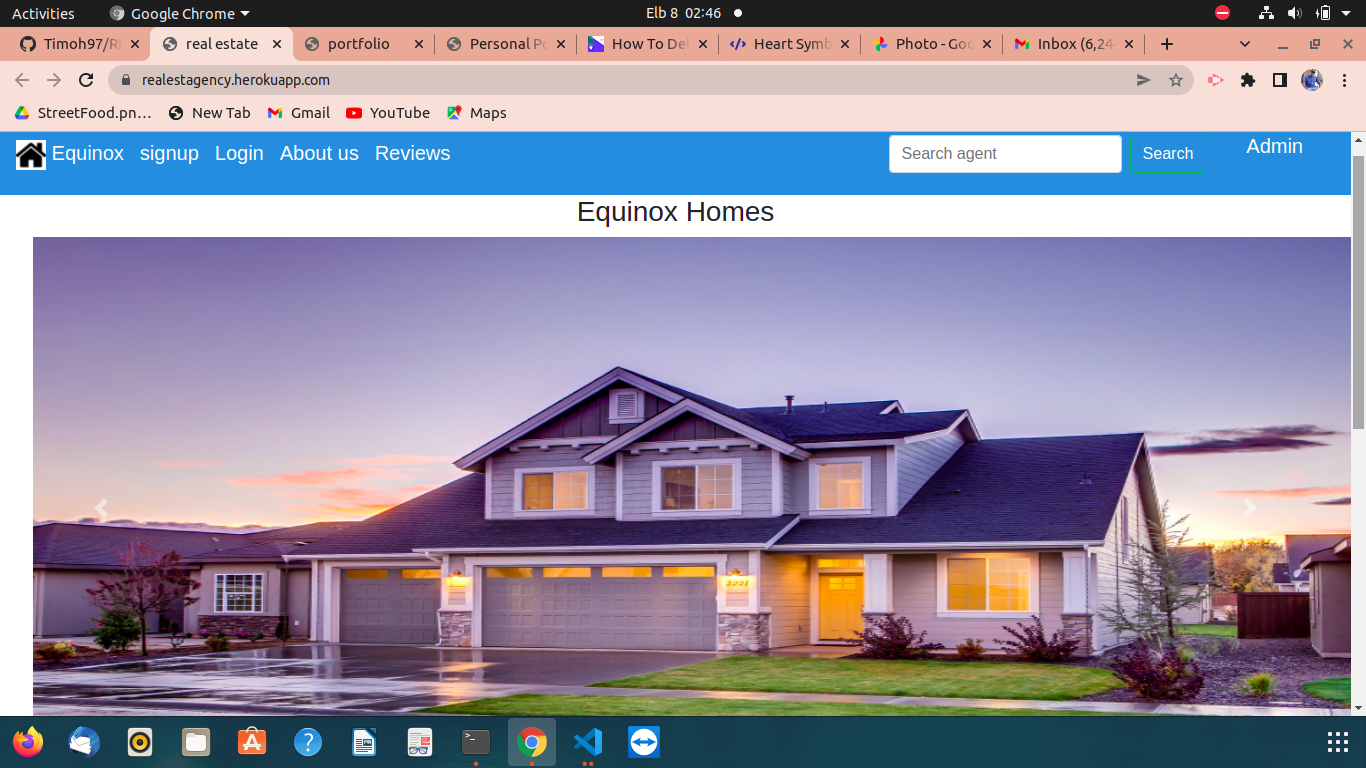 Activities Google Chrome Elb 8 02:46
Timoh97/RE real estate portfolio Personal Po How To Del Heart Symb Photo - Goo Inbox (6,244
realestagency.herokuapp.com
StreetFood.pn... New Tab Gmail YouTube Maps
Equinox signup Login About us Reviews Search agent Search Admin
Equinox Homes